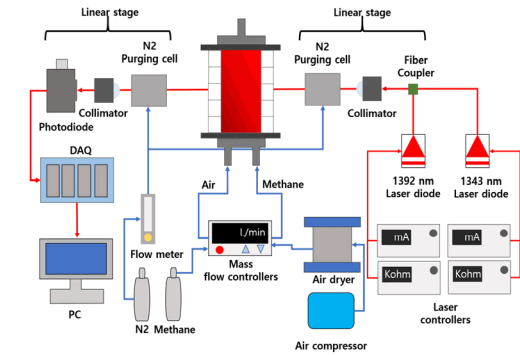 Linear stage
Linear stage
N2
Purging cell
N2
Purging cell
Fiber
Coupler
Collimator
Photodiode
Collimator
DAQ
1392 nm
Laser diode
1343 nm
Laser diode
Air
Methane
l/min
mA
mA
Kohm
Kohm
Flow meter
Mass
flow controllers
Air dryer
Laser
controllers
PC
N2 Methane
Air compressor